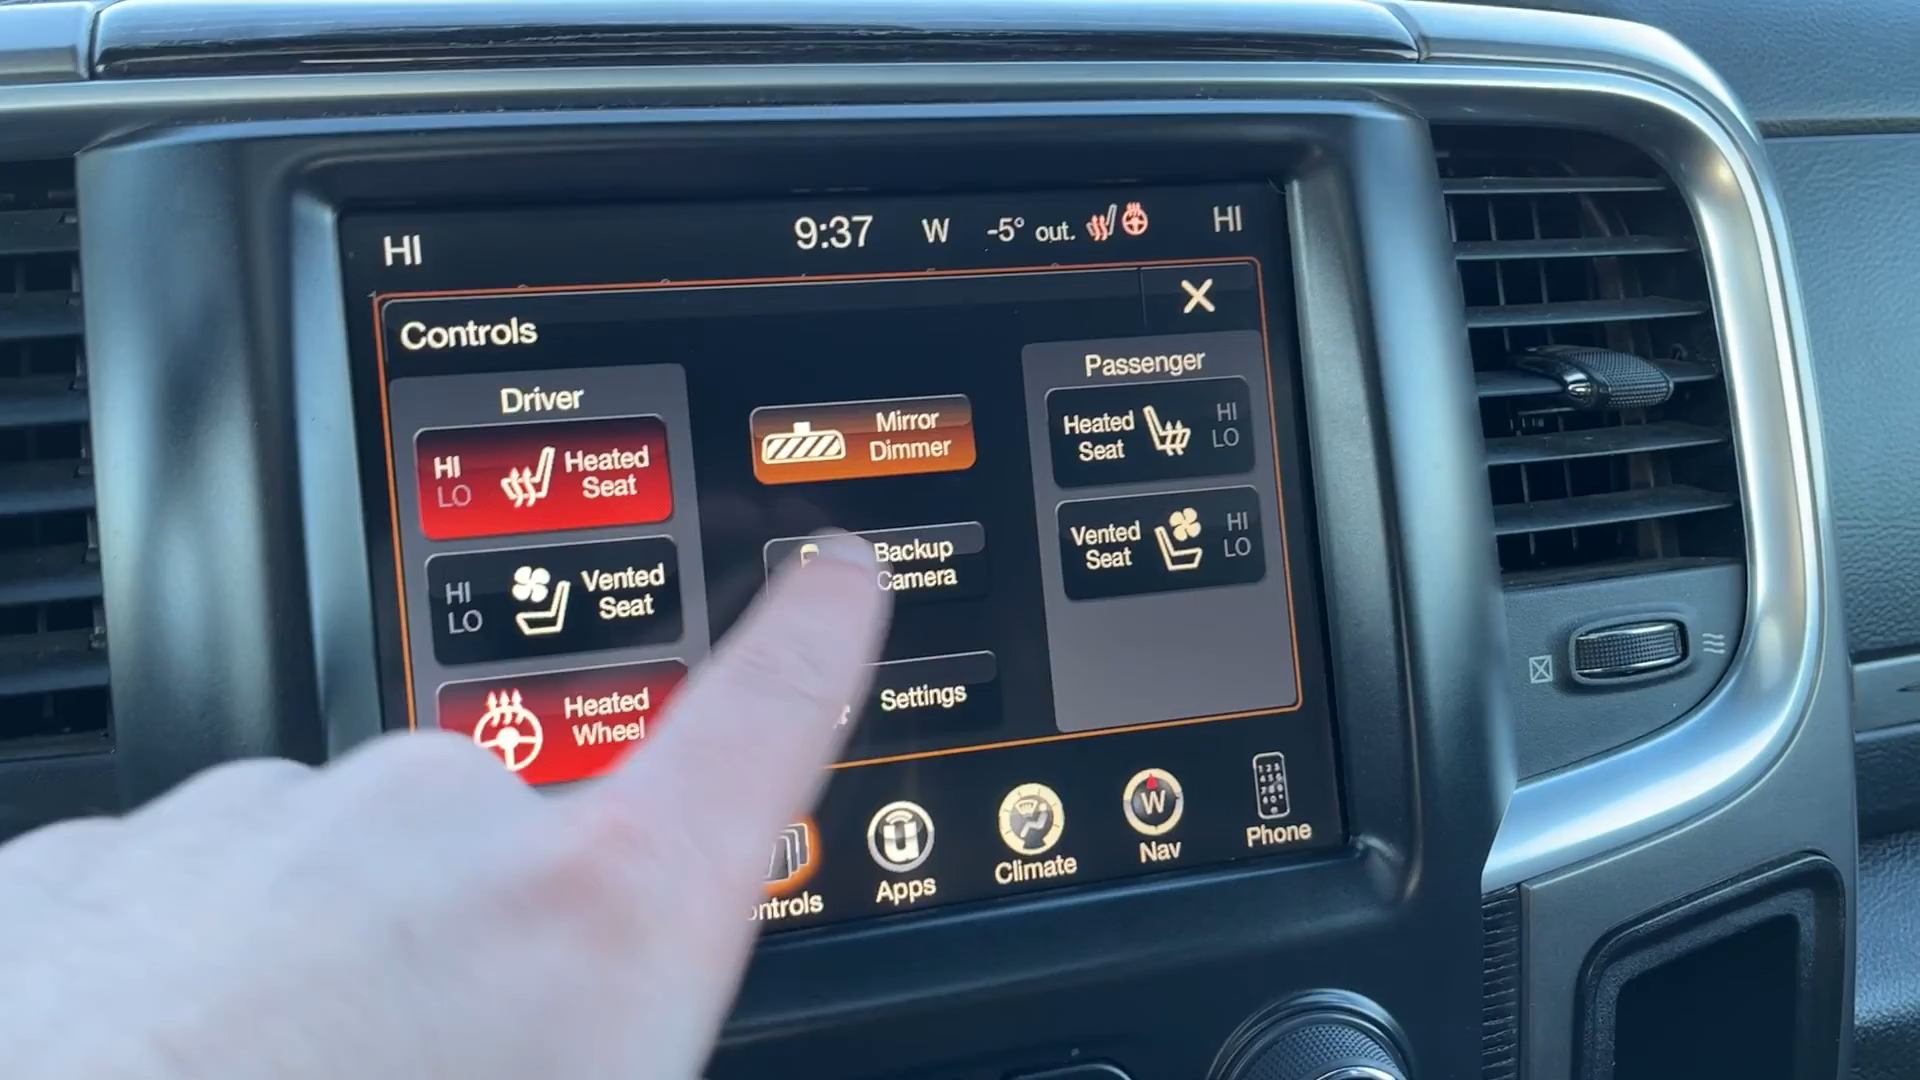 HI
9:37
W
-5° out.
HI
Controls
X
Driver
HI
LO
Heated
Seat
HI
LO
Vented
Seat
Heated
Wheel
Mirror
Dimmer
Backup
Camera
Settings
Passenger
Heated
Seat
HI
LO
Vented
Seat
HI
LO
ontrols
Apps
Climate
W
Nav
Phone